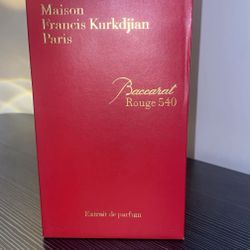 Maison
Francis Kurkdjian
Paris
Baccarat
Rouge 540
Extrait de parfum